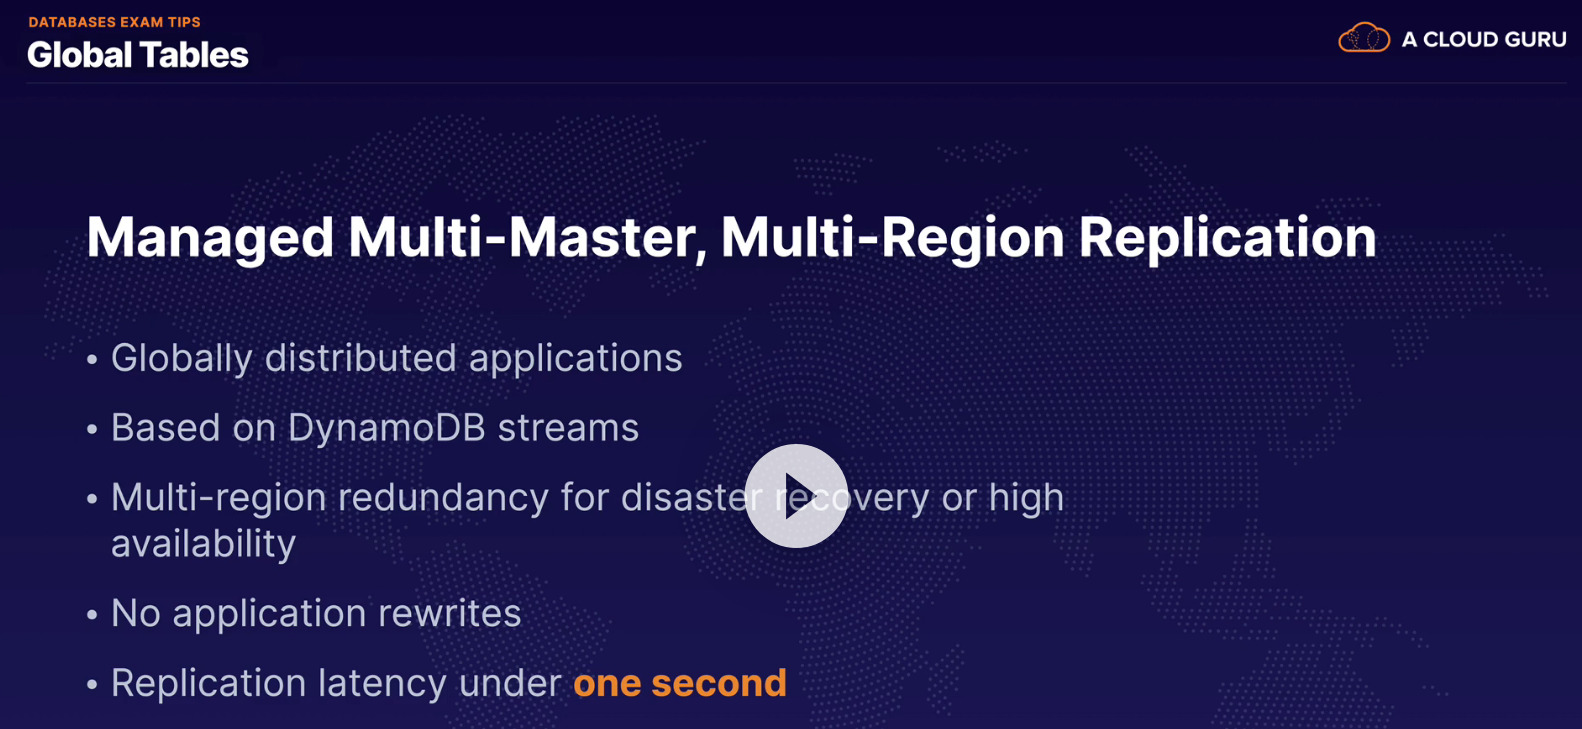 DATABASES EXAM TIPS
Global Tables
A CLOUD GURU
Managed Multi-Master, Multi-Region Replication
• Globally distributed applications
• Based on DynamoDB streams
• Multi-region redundancy for disaster recovery or high
availability
• No application rewrites
• Replication latency under one second